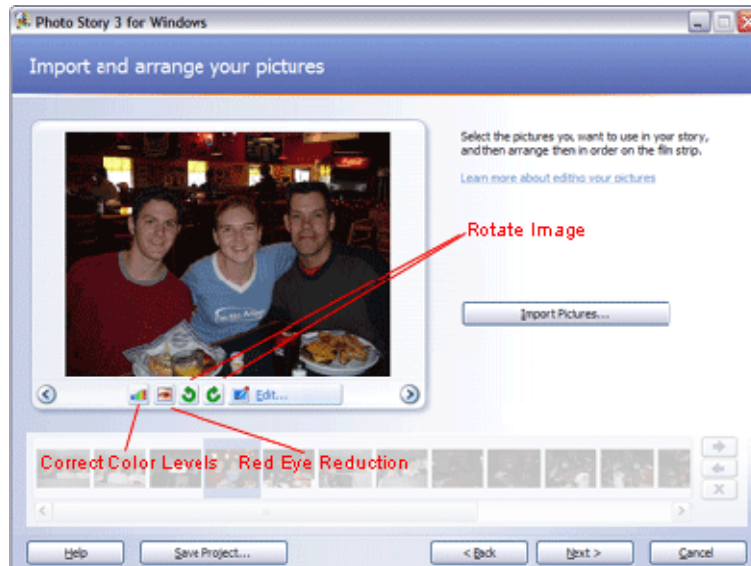 Photo Story 3 for Windows
Import and arrange your pictures
Select the pictures you want to use in your story,
and then arrange them in order on the film strip.
Learn more about editing your pictures
Rotate Image
Import Pictures...
Edit...
Correct Color Levels Red Eye Reduction
Help Save Project... < Back Next > Cancel